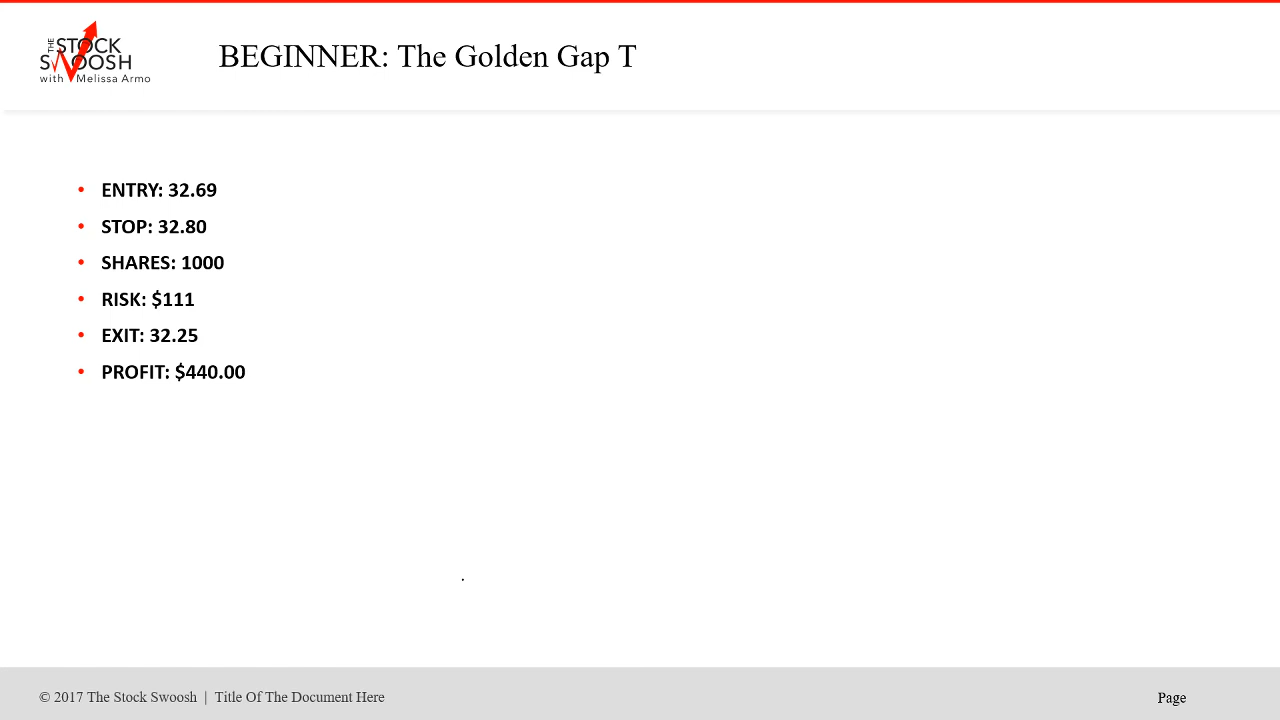 THE STOCK
SWOOSH
with Melissa Armo
BEGINNER: The Golden Gap T
• ENTRY: 32.69
• STOP: 32.80
• SHARES: 1000
• RISK: $111
• EXIT: 32.25
• PROFIT: $440.00
.
© 2017 The Stock Swoosh | Title Of The Document Here
Page